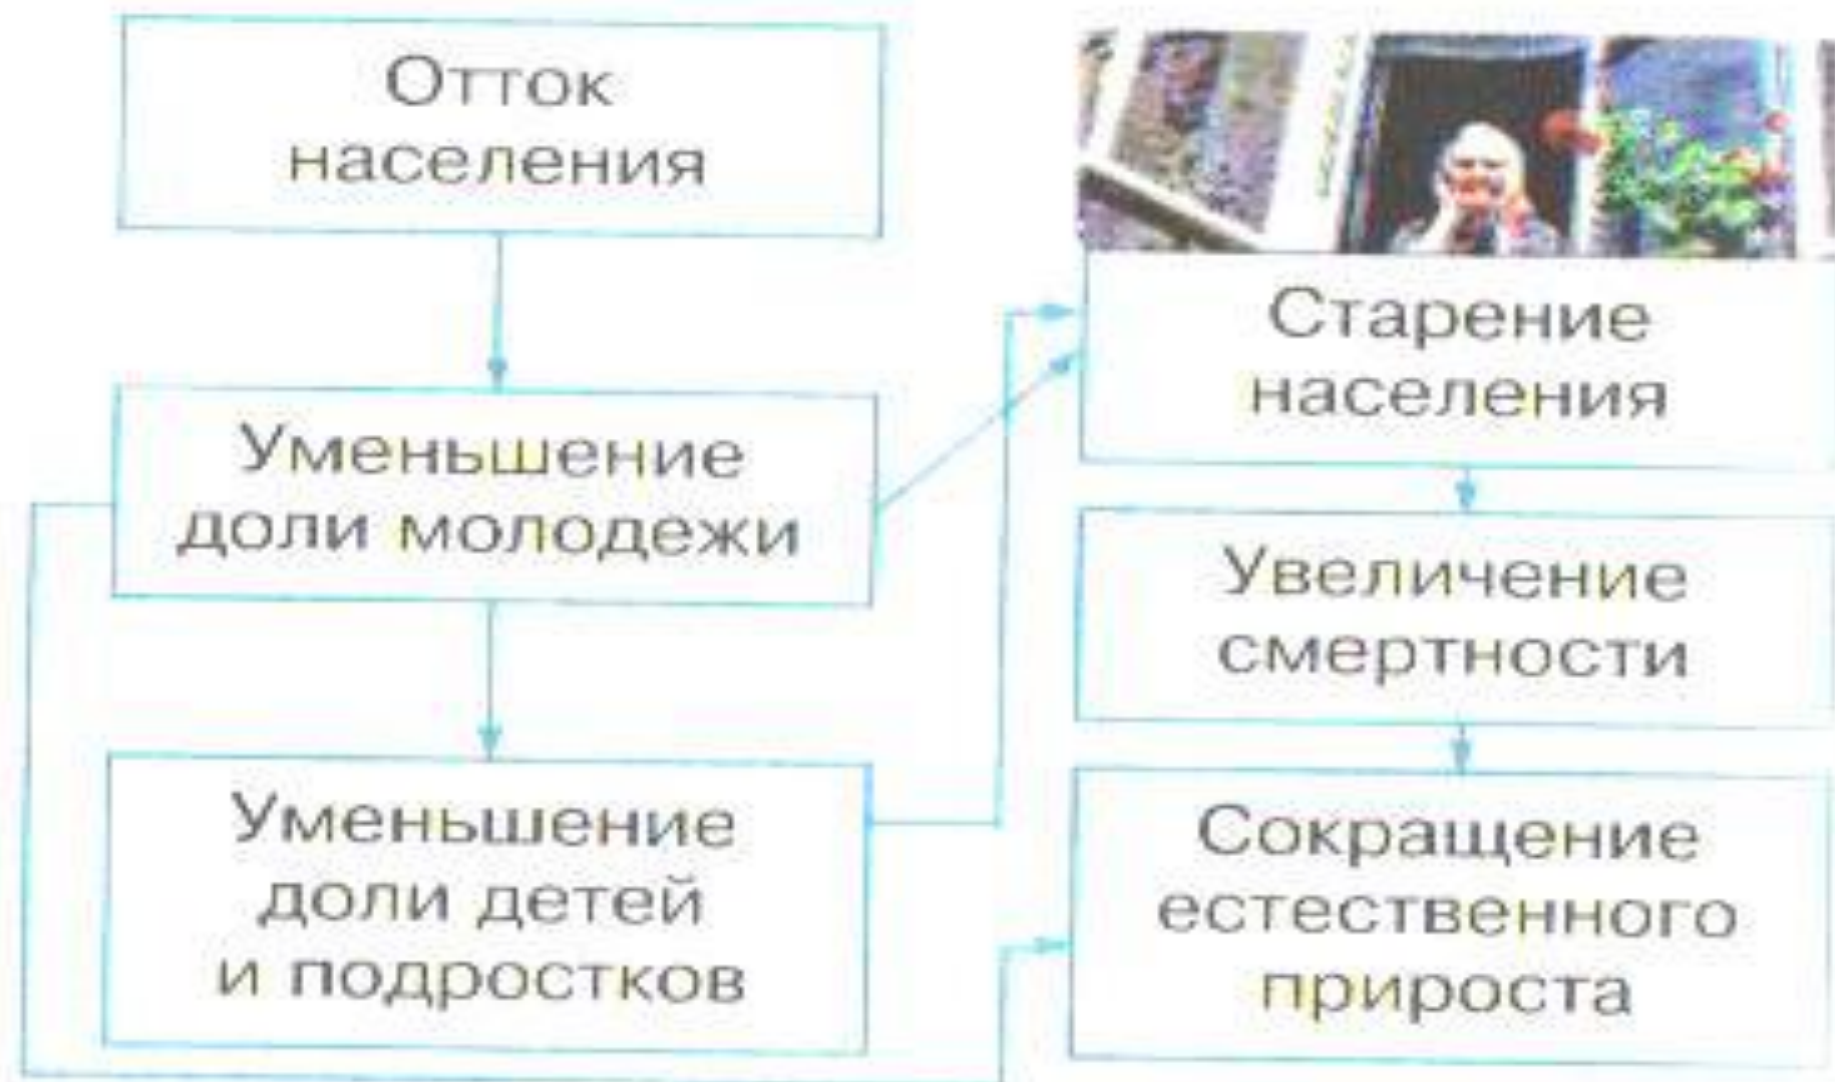 Отток
населения
Уменьшение
доли молодежи
Уменьшение
доли детей
и подростков
Старение
населения
Увеличение
смертности
Сокращение
естественного
прироста